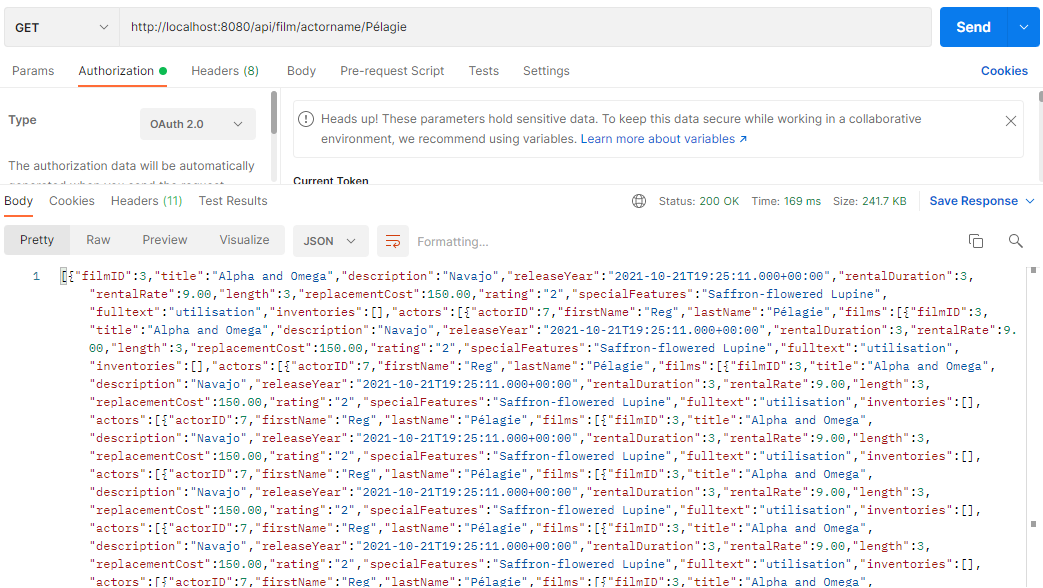 GET http://localhost:8080/api/film/actorname/Pélagie Send
Params Authorization Headers (8) Body Pre-request Script Tests Settings Cookies
Type
OAuth 2.0
The authorization data will be automatically
Heads up! These parameters hold sensitive data. To keep this data secure while working in a collaborative
environment, we recommend using variables. Learn more about variables ↗
Current Token
Body Cookies Headers (11) Test Results Status: 200 OK Time: 169 ms Size: 241.7 KB Save Response
Pretty Raw Preview Visualize JSON Formatting...
1 [{"filmID":3,"title":"Alpha and Omega","description":"Navajo","releaseYear":"2021-10-21T19:25:11.000+00:00","rentalDuration":3,
"rentalRate":9.00,"length":3,"replacementCost":150.00,"rating":"2","specialFeatures":"Saffron-flowered Lupine",
"fulltext":"utilisation","inventories":[],"actors":[{"actorID":7,"firstName":"Reg","lastName":"Pélagie","films":[{"filmID":3,
"title":"Alpha and Omega","description":"Navajo","releaseYear":"2021-10-21T19:25:11.000+00:00","rentalDuration":3,"rentalRate":9.
00,"length":3,"replacementCost":150.00,"rating":"2","specialFeatures":"Saffron-flowered Lupine","fulltext":"utilisation",
"inventories":[],"actors":[{"actorID":7,"firstName":"Reg","lastName":"Pélagie","films":[{"filmID":3,"title":"Alpha and Omega",
"description":"Navajo","releaseYear":"2021-10-21T19:25:11.000+00:00","rentalDuration":3,"rentalRate":9.00,"length":3,
"replacementCost":150.00,"rating":"2","specialFeatures":"Saffron-flowered Lupine","fulltext":"utilisation","inventories":[],
"actors":[{"actorID":7,"firstName":"Reg","lastName":"Pélagie","films":[{"filmID":3,"title":"Alpha and Omega",
"description":"Navajo","releaseYear":"2021-10-21T19:25:11.000+00:00","rentalDuration":3,"rentalRate":9.00,"length":3,
"replacementCost":150.00,"rating":"2","specialFeatures":"Saffron-flowered Lupine","fulltext":"utilisation","inventories":[],
"actors":[{"actorID":7,"firstName":"Reg","lastName":"Pélagie","films":[{"filmID":3,"title":"Alpha and Omega",
"description":"Navajo","releaseYear":"2021-10-21T19:25:11.000+00:00","rentalDuration":3,"rentalRate":9.00,"length":3,
"replacementCost":150.00,"rating":"2","specialFeatures":"Saffron-flowered Lupine","fulltext":"utilisation","inventories":[],
"actors":[{"actorID":7,"firstName":"Reg","lastName":"Pélagie","films":[{"filmID":3,"title":"Alpha and Omega",
"description":"Navajo","releaseYear":"2021-10-21T19:25:11.000+00:00","rentalDuration":3,"rentalRate":9.00,"length":3,
"replacementCost":150.00,"rating":"2","specialFeatures":"Saffron-flowered Lupine","fulltext":"utilisation","inventories":[],
"actors":[{"actorID":7,"firstName":"Reg","lastName":"Pélagie","films":[{"filmID":3,"title":"Alpha and Omega",